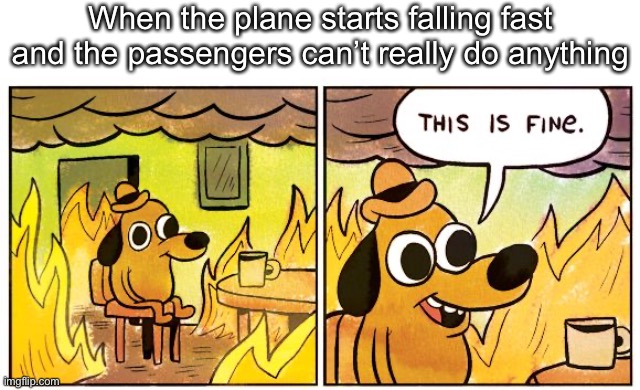 When the plane starts falling fast
and the passengers can't really do anything
THIS IS FINE.
imgflip.com